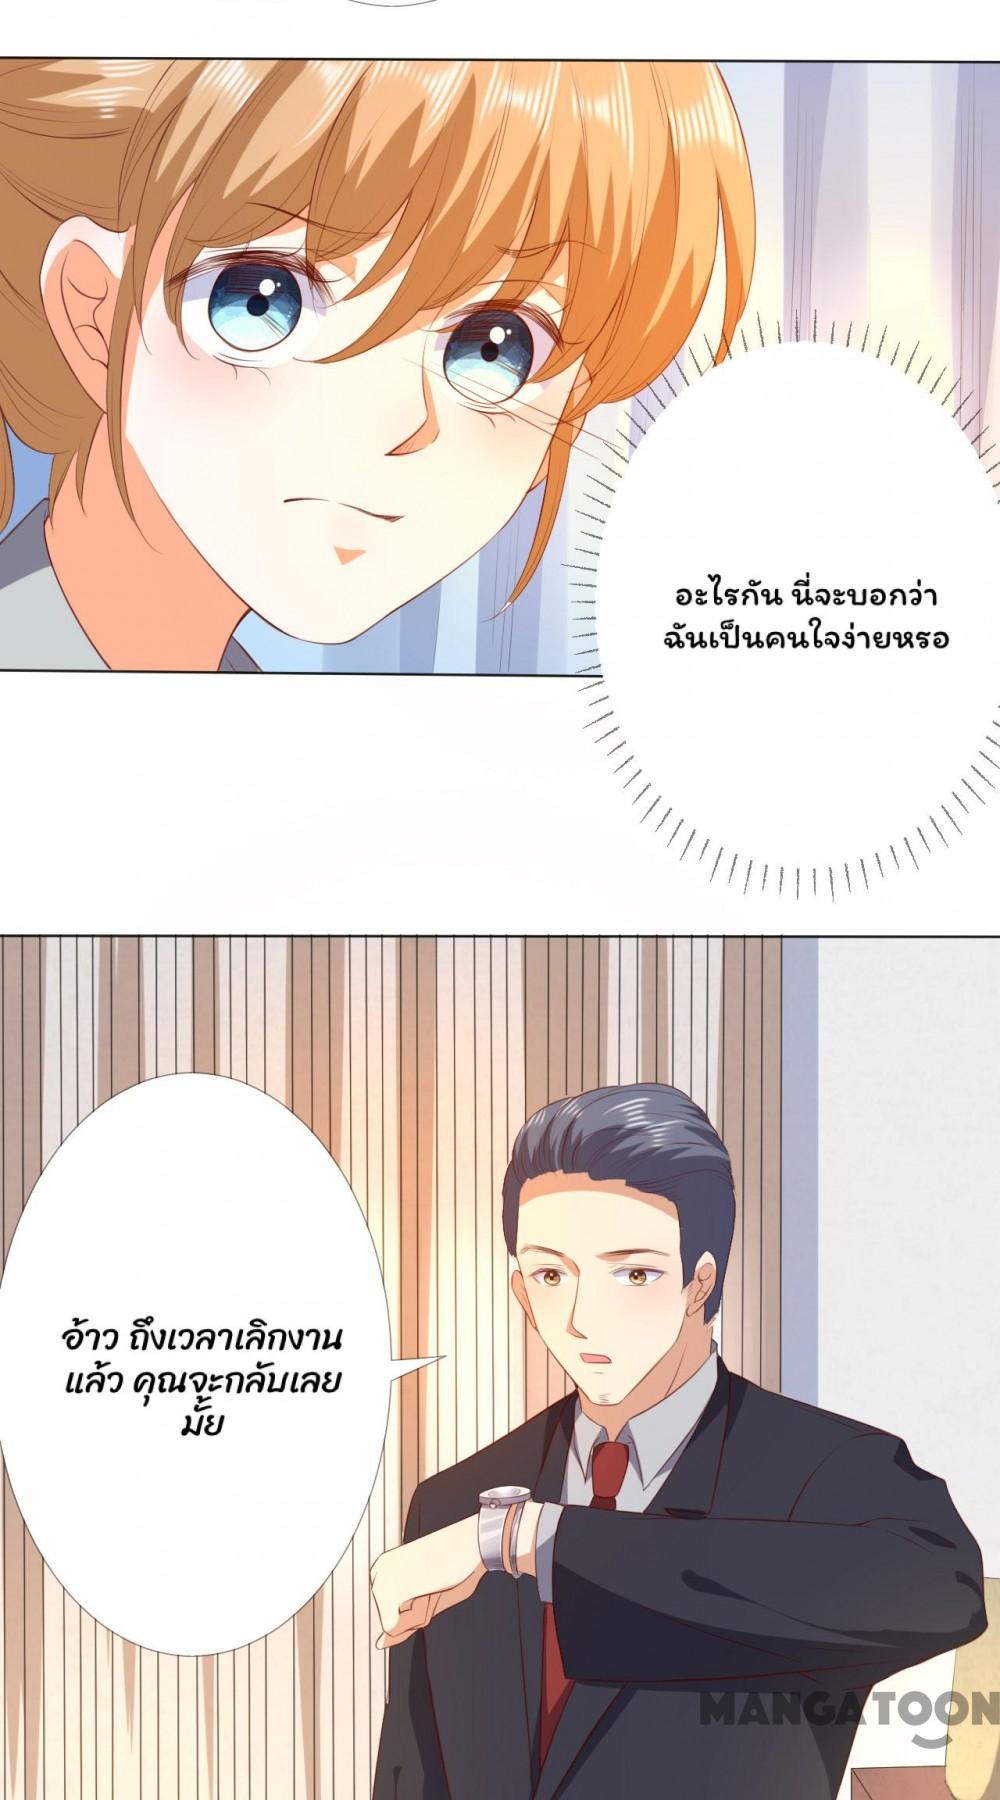 อะไรกัน นี่จะบอกว่า
ฉันเป็นคนใจง่ายหรอ
อ้าว ถึงเวลาเลิกงาน
แล้ว คุณจะกลับเลย
มั้ย
MANGATOON